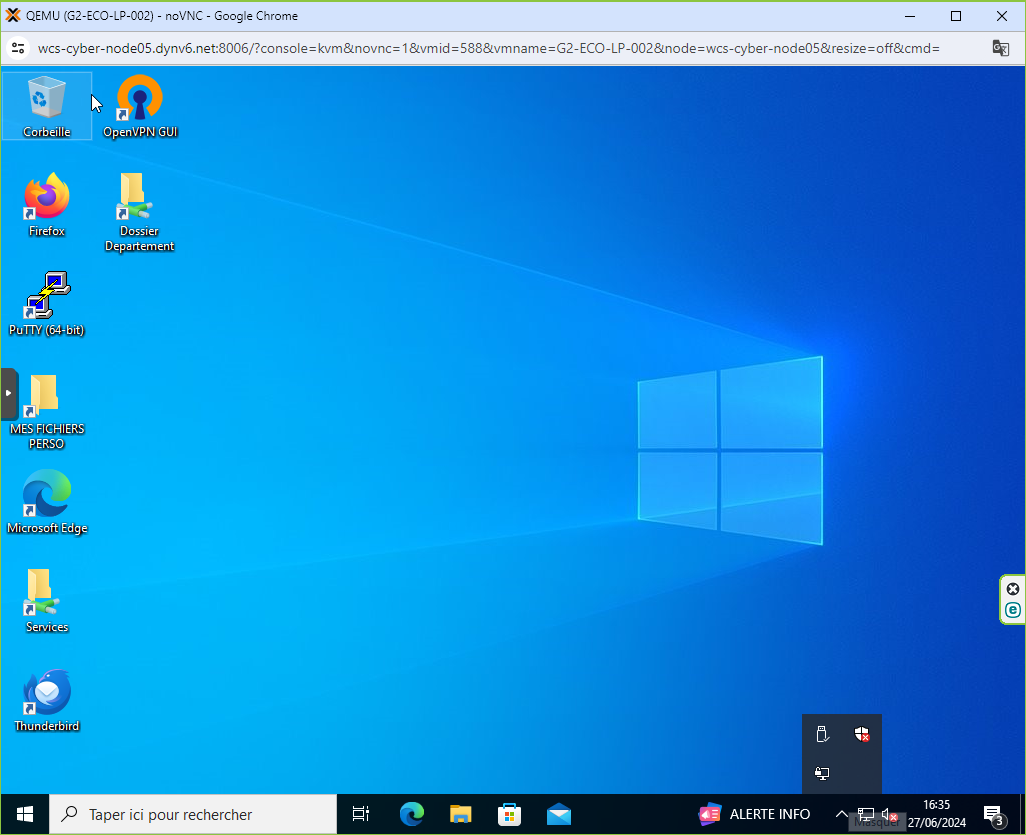 QEMU (G2-ECO-LP-002) - noVNC - Google Chrome
wcs-cyber-node05.dynv6.net:8006/?console=kvm&novnc=1&vmid=588&vmname=G2-ECO-LP-002&node=wcs-cyber-node05&resize=off&cmd=
Corbeille
OpenVPN GUI
Firefox
Dossier
Departement
PuTTY (64-bit)
MES FICHIERS
PERSO
Microsoft Edge
Services
Thunderbird
Taper ici pour rechercher
ALERTE INFO
Masquer
16:35
27/06/2024
3